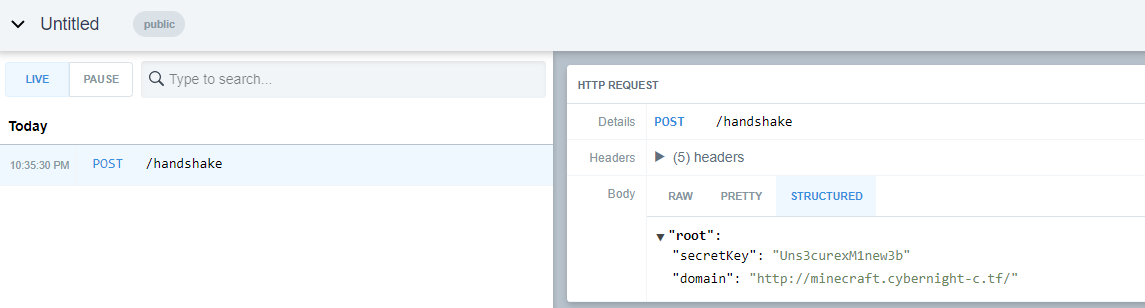 Untitled public
LIVE PAUSE Type to search...
Today
10:35:30 PM POST /handshake
HTTP REQUEST
Details POST /handshake
Headers (5) headers
Body RAW PRETTY STRUCTURED
"root":
"secretKey": "Uns3curexM1new3b"
"domain": "http://minecraft.cybernight-c.tf/"